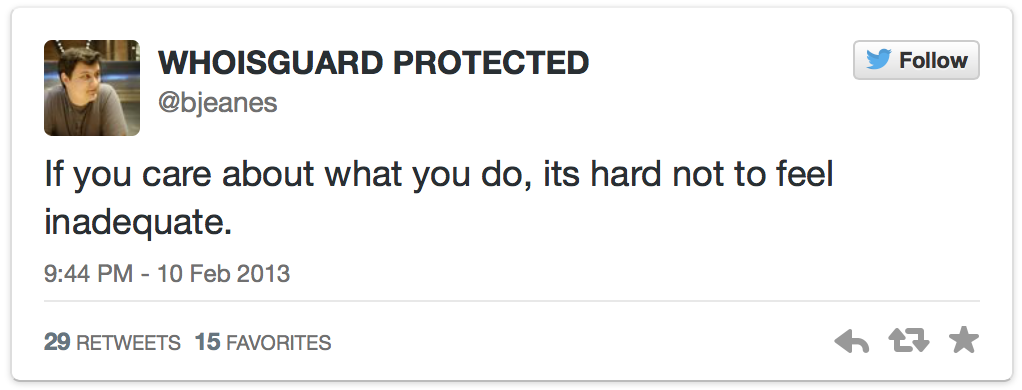 WHOISGUARD PROTECTED
@bjeanes
Follow
If you care about what you do, its hard not to feel
inadequate.
9:44 PM - 10 Feb 2013
29 RETWEETS 15 FAVORITES